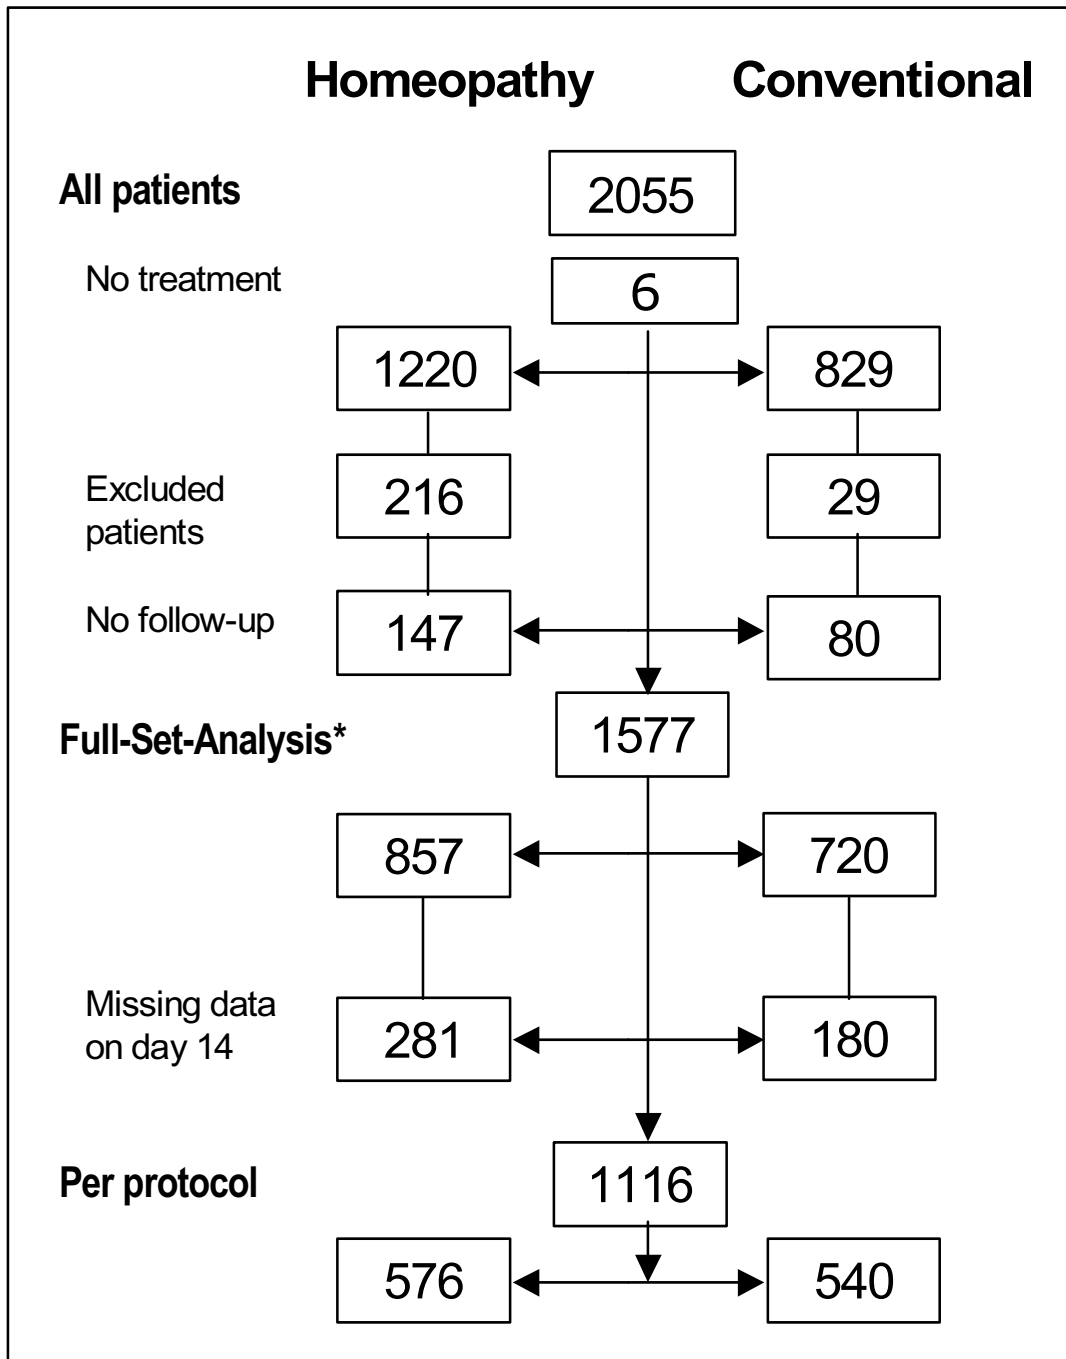 Homeopathy Conventional
All patients 2055
No treatment 6
1220 829
Excluded
patients 216 29
No follow-up 147 80
Full-Set-Analysis* 1577
857 720
Missing data
on day 14 281 180
Per protocol 1116
576 540